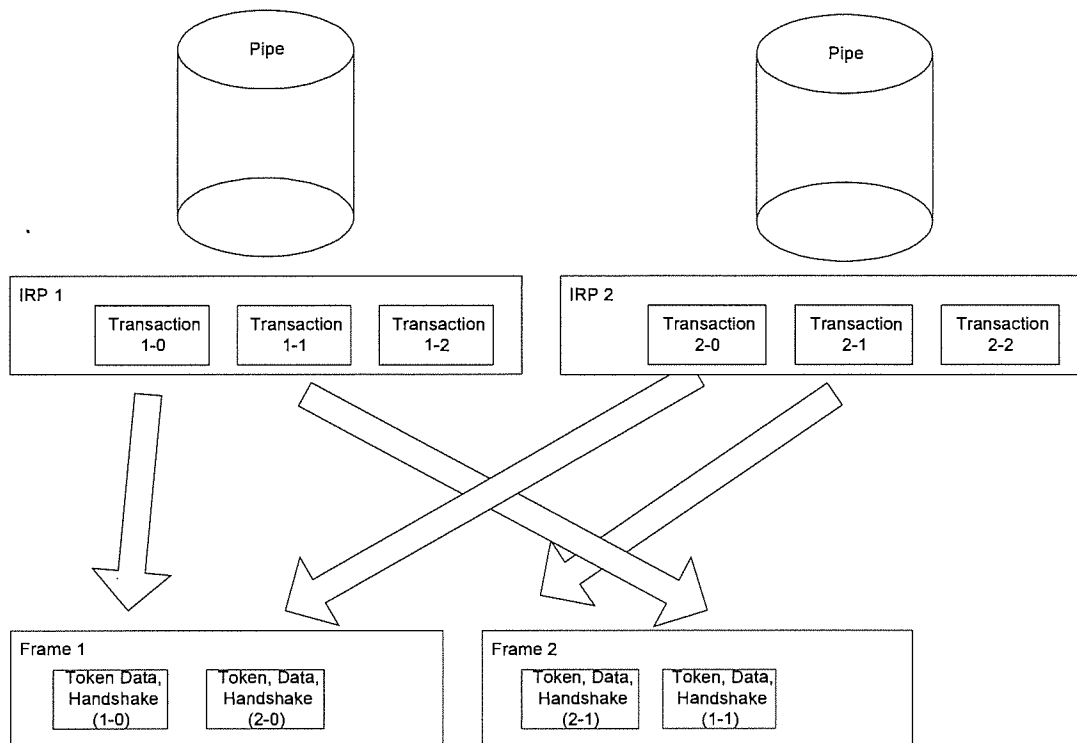 Pipe
Pipe
IRP 1
Transaction
1-0
Transaction
1-1
Transaction
1-2
IRP 2
Transaction
2-0
Transaction
2-1
Transaction
2-2
Frame 1
Token Data,
Handshake
(1-0)
Token, Data,
Handshake
(2-0)
Frame 2
Token, Data,
Handshake
(2-1)
Token, Data,
Handshake
(1-1)